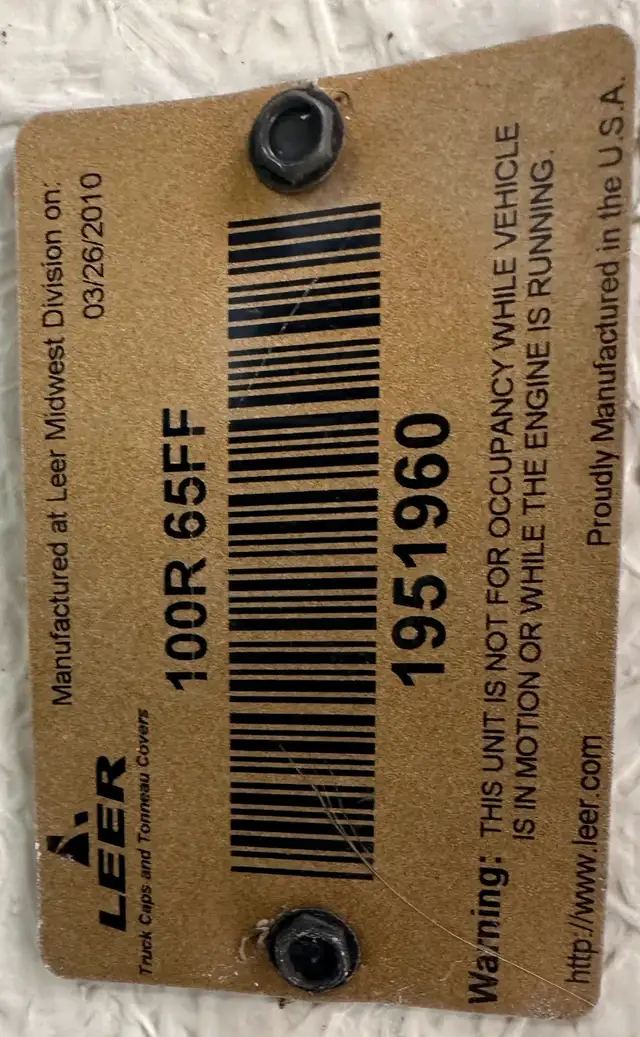 LEER
Truck Caps and Tonneau Covers
Manufactured at Leer Midwest Division on:
03/26/2010
100R 65FF
1951960
Warning: THIS UNIT IS NOT FOR OCCUPANCY WHILE VEHICLE
IS IN MOTION OR WHILE THE ENGINE IS RUNNING.
http://www.leer.com
Proudly Manufactured in the U.S.A.